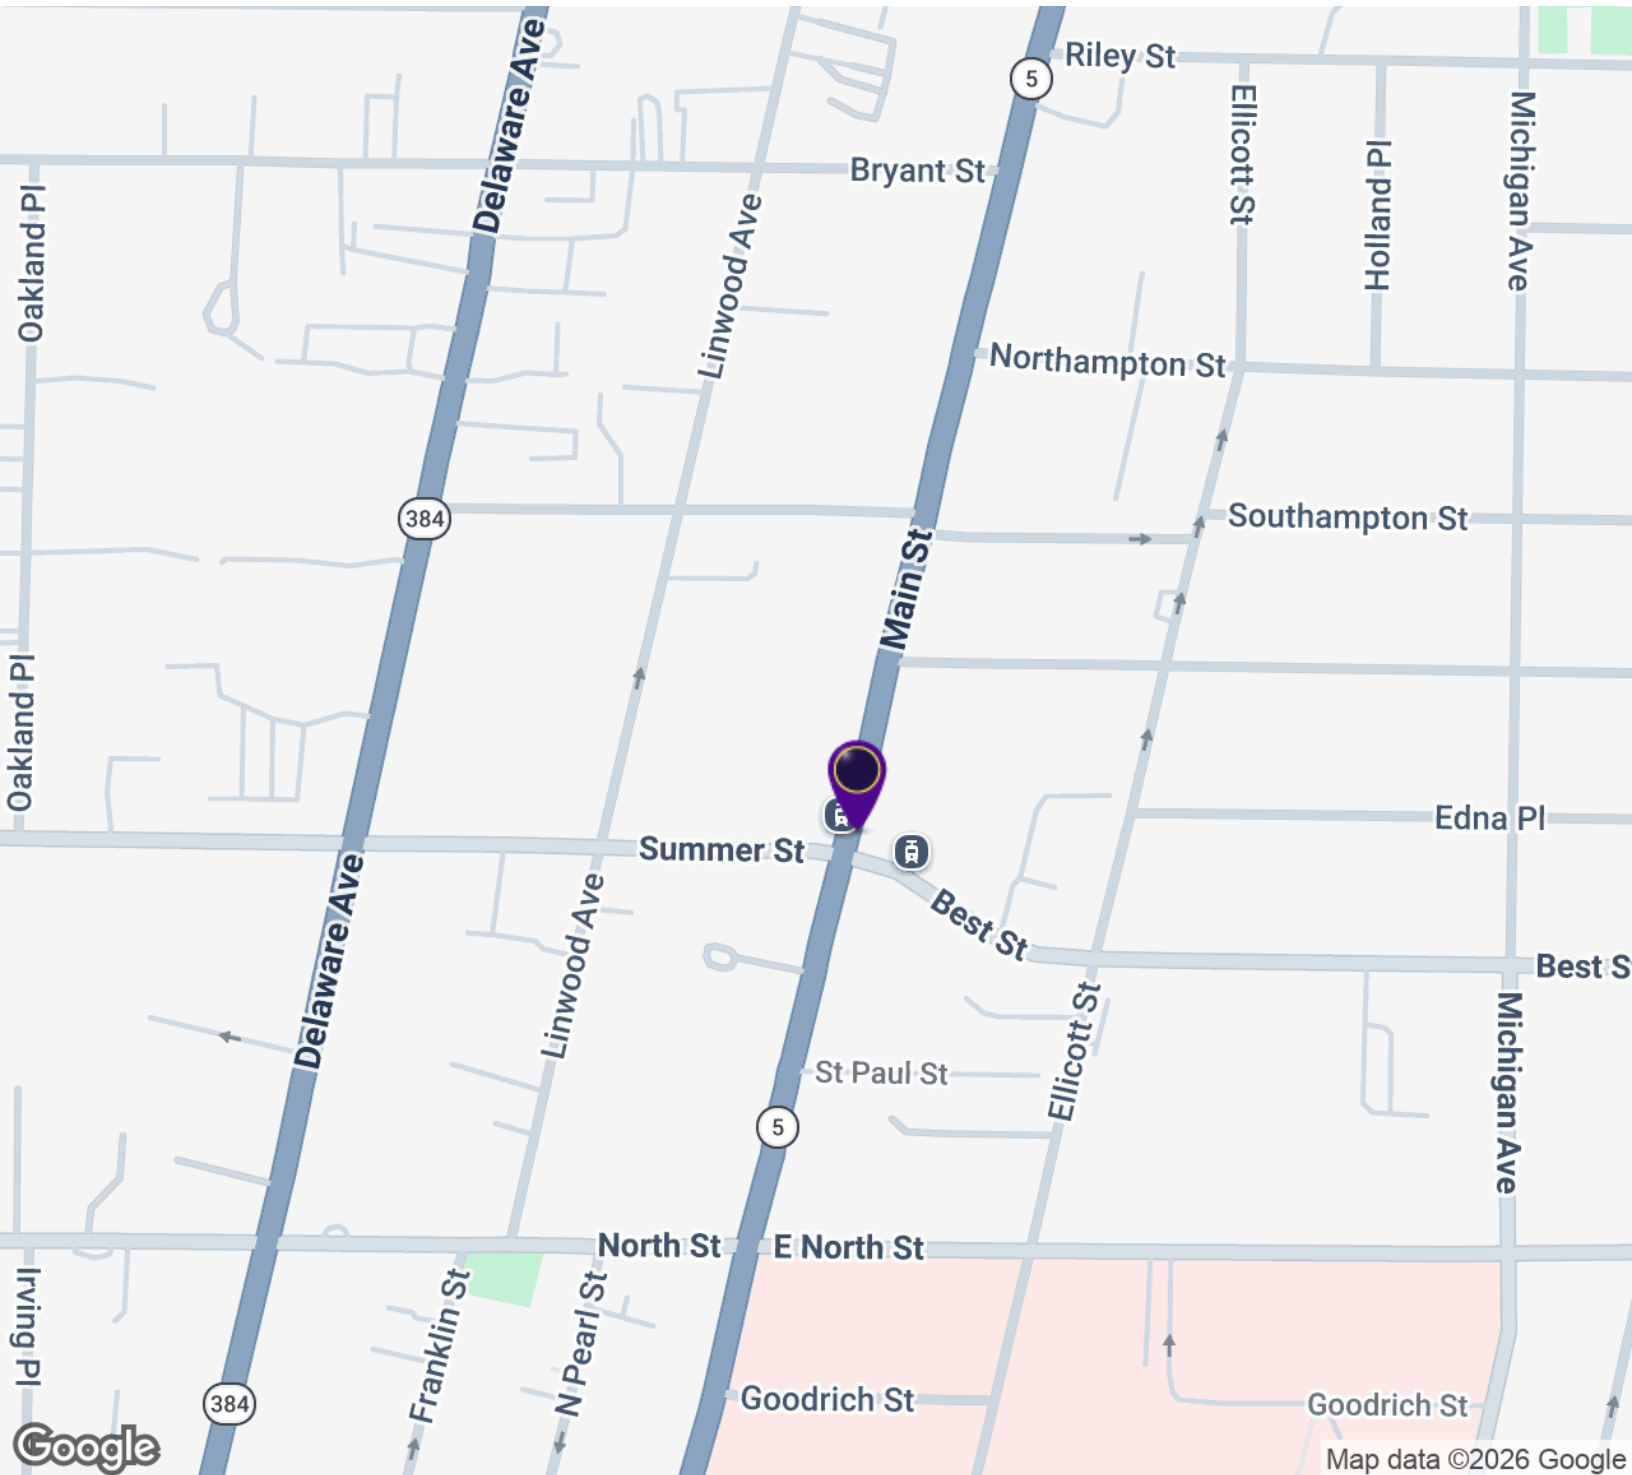 Delaware Ave
Riley St
5
Ellicott St
Michigan Ave
Holland Pl
Bryant St
Oakland Pl
Linwood Ave
Northampton St
384
Southampton St
Main St
Oakland Pl
Edna Pl
Summer St
Best St
Delaware Ave
Linwood Ave
Best S
Ellicott St
Michigan Ave
St Paul St
5
North St
E North St
Irving Pl
Franklin St
N Pearl St
384
Goodrich St
Goodrich St
Google
Map data ©2026 Google